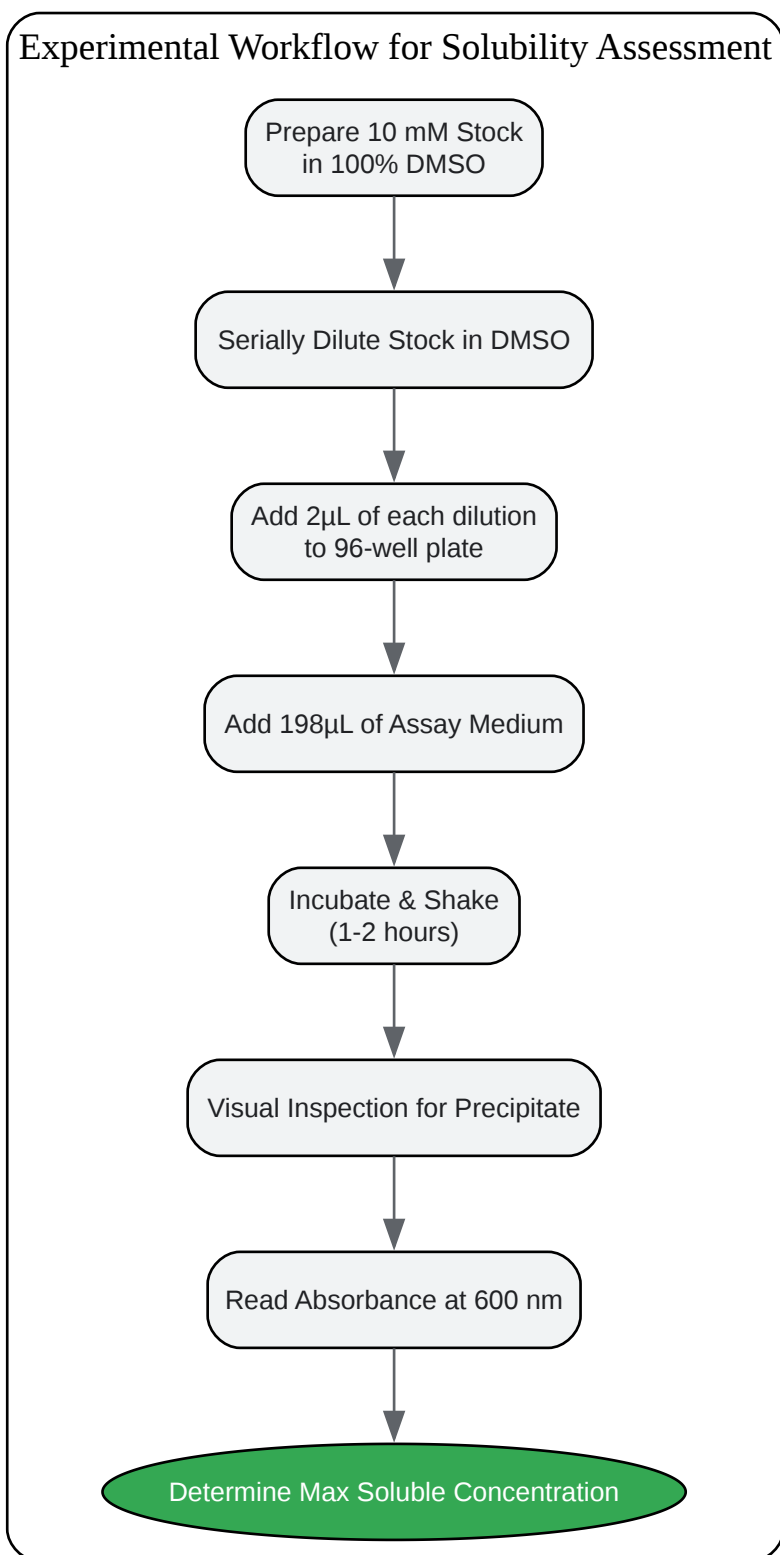 Experimental Workflow for Solubility Assessment
Prepare 10 mM Stock
in 100% DMSO
Serially Dilute Stock in DMSO
Add 2µL of each dilution
to 96-well plate
Add 198µL of Assay Medium
Incubate & Shake
(1-2 hours)
Visual Inspection for Precipitate
Read Absorbance at 600 nm
Determine Max Soluble Concentration